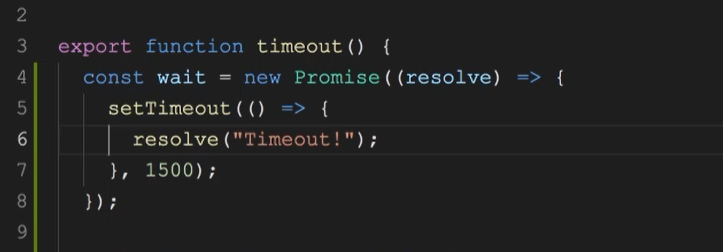 2
3 export function timeout() {
4 const wait = new Promise((resolve) => {
5 setTimeout(() => {
6 resolve("Timeout!");
7 }, 1500);
8 });
9